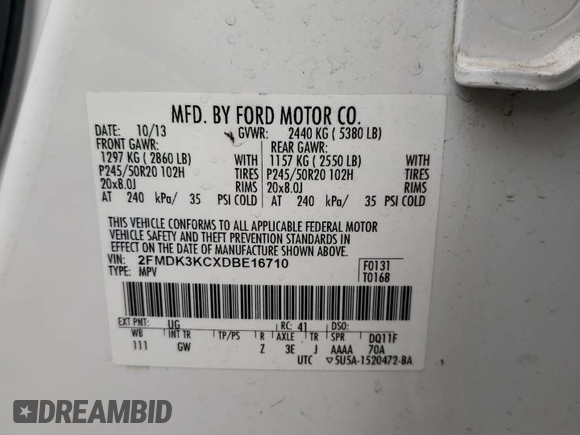 MFD. BY FORD MOTOR CO.
DATE: 10/13 GVWR: 2440 KG ( 5380 LB)
FRONT GAWR: REAR GAWR:
1297 KG ( 2860 LB) WITH 1157 KG ( 2550 LB) WITH
P245/50R20 102H TIRES P245/50R20 102H TIRES
20x8.0J RIMS 20x8.0J RIMS
AT 240 kPa/ 35 PSI COLD AT 240 kPa/ 35 PSI COLD
THIS VEHICLE CONFORMS TO ALL APPLICABLE FEDERAL MOTOR
VEHICLE SAFETY AND THEFT PREVENTION STANDARDS IN
EFFECT ON THE DATE OF MANUFACTURE SHOWN ABOVE.
VIN: 2FMDK3KCXDBE16710 F0131
TYPE: MPV T0168
EXT PNT: UG RC: 41 DSO:
WB INT TR TP/PS R AXLE TR SPR DQ11F
111 GW Z 3E J AAAA 70A
UTC ▽5U5A-1520472-BA
DREAMBID